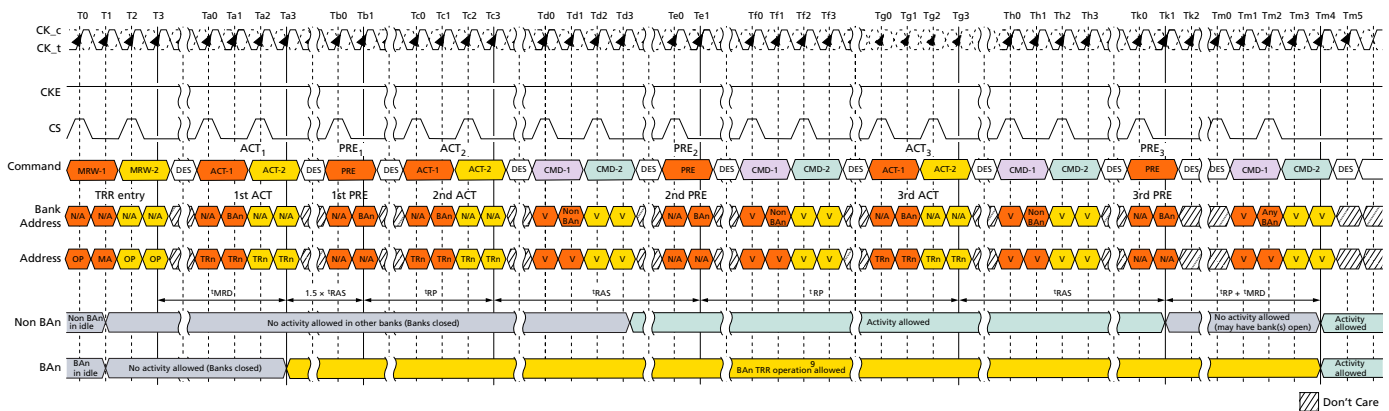 T0 T1 T2 T3 Ta0 Ta1 Ta2 Ta3 Tb0 Tb1 Tc0 Tc1 Tc2 Tc3 Td0 Td1 Td2 Td3 Te0 Te1 Tf0 Tf1 Tf2 Tf3 Tg0 Tg1 Tg2 Tg3 Th0 Th1 Th2 Th3 Tk0 Tk1 Tk2 Tm0 Tm1 Tm2 Tm3 Tm4 Tm5
CK_c
CK_t
CKE
CS
ACT1 PRE1 ACT2 PRE2 ACT3 PRE3
Command MRW-1 MRW-2 DES ACT-1 ACT-2 DES PRE DES ACT-1 ACT-2 DES CMD-1 CMD-2 DES PRE DES CMD-1 CMD-2 DES ACT-1 ACT-2 DES CMD-1 CMD-2 DES PRE DES DES CMD-1 CMD-2 DES
TRR entry 1st ACT 1st PRE 2nd ACT 2nd PRE 3rd ACT 3rd PRE
Bank Address N/A N/A N/A N/A N/A BAn N/A N/A N/A BAn N/A BAn N/A N/A V Non BAn V V N/A BAn V Non BAn V V N/A BAn N/A N/A V Non BAn V V N/A BAn V Any BAn V V
Address OP MA OP OP TRn TRn TRn TRn N/A N/A TRn TRn TRn TRn V V V V N/A N/A V V V V TRn TRn TRn TRn V V V V N/A N/A V V V V
tMRD 1.5 × tRAS tRP tRAS tRP tRAS tRP + tMRD
Non BAn Non BAn in idle No activity allowed in other banks (Banks closed) Activity allowed No activity allowed (may have bank(s) open) Activity allowed
BAn BAn in idle No activity allowed (Banks closed) BAn TRR operation allowed 9 Activity allowed
Don't Care